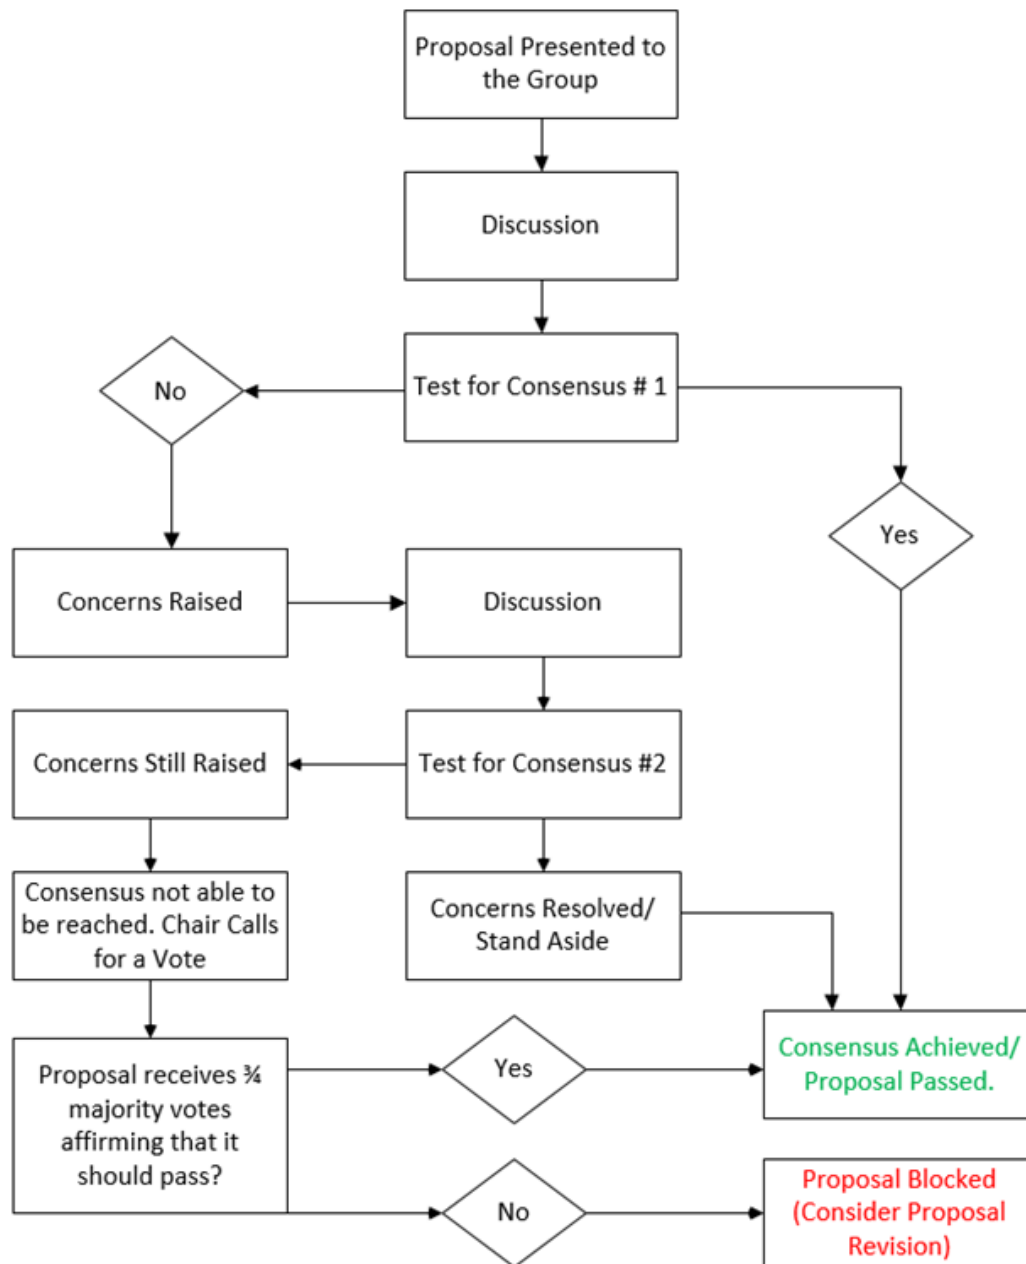 Proposal Presented to
the Group
Discussion
No
Test for Consensus # 1
Yes
Concerns Raised
Discussion
Concerns Still Raised
Test for Consensus #2
Consensus not able to
be reached. Chair Calls
for a Vote
Concerns Resolved/
Stand Aside
Proposal receives ¾
majority votes
affirming that it
should pass?
Yes
Consensus Achieved/
Proposal Passed.
No
Proposal Blocked
(Consider Proposal
Revision)